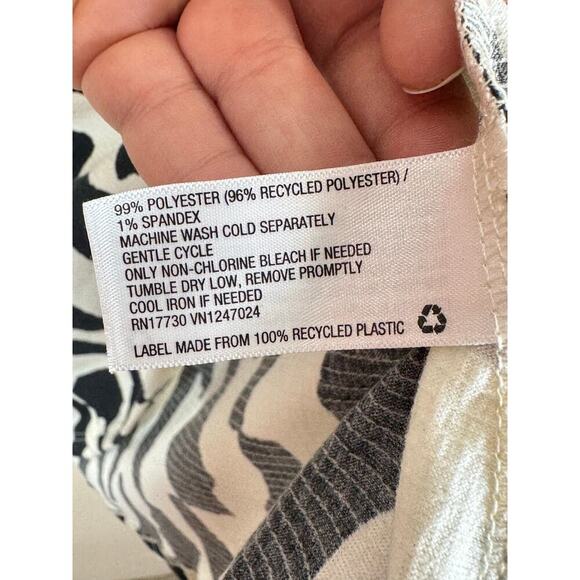 99% POLYESTER (96% RECYCLED POLYESTER) /
1% SPANDEX
MACHINE WASH COLD SEPARATELY
GENTLE CYCLE
ONLY NON-CHLORINE BLEACH IF NEEDED
TUMBLE DRY LOW, REMOVE PROMPTLY
COOL IRON IF NEEDED
RN17730 VN1247024
LABEL MADE FROM 100% RECYCLED PLASTIC